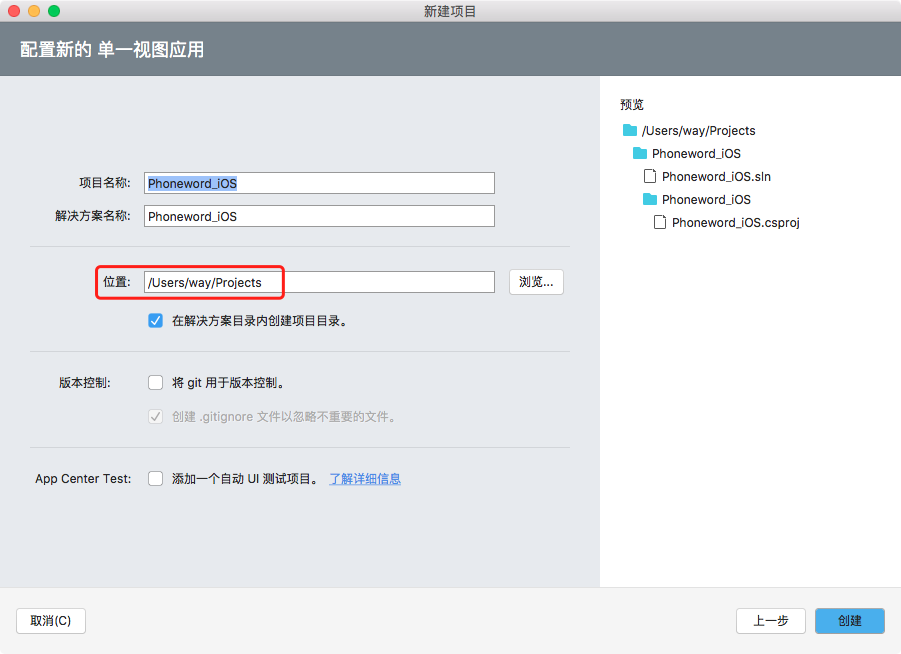 新建项目
配置新的 单一视图应用
项目名称: Phoneword_iOS
解决方案名称: Phoneword_iOS
位置: /Users/way/Projects 浏览...
在解决方案目录内创建项目目录。
版本控制: 将 git 用于版本控制。
创建 .gitignore 文件以忽略不重要的文件。
App Center Test: 添加一个自动 UI 测试项目。 了解详细信息
预览
/Users/way/Projects
Phoneword_iOS
Phoneword_iOS.sln
Phoneword_iOS
Phoneword_iOS.csproj
取消(C) 上一步 创建